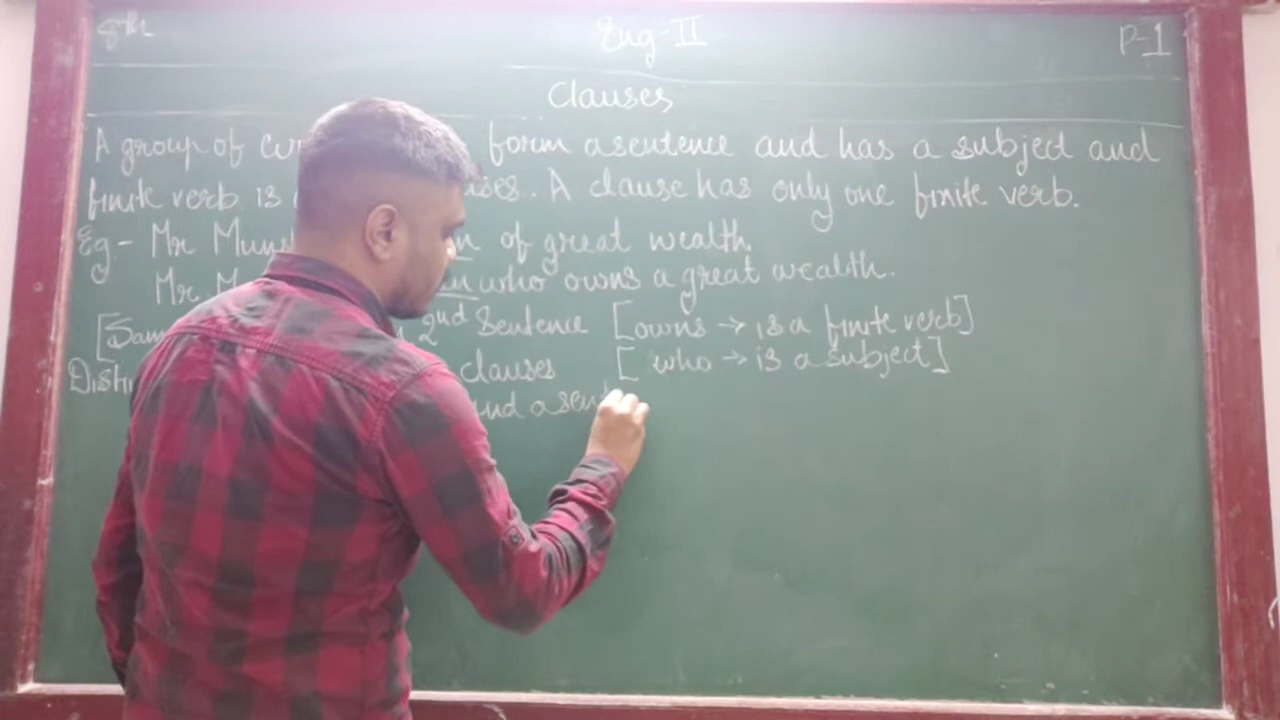 8th Eng-II P-1
Clauses
A group of form a sentence and has a subject and
finite verb is . A clause has only one finite verb.
Eg - Mr of great wealth.
Mr. who owns a great wealth.
2nd Sentence [owns → is a finite verb]
clauses [who → is a subject]
and a